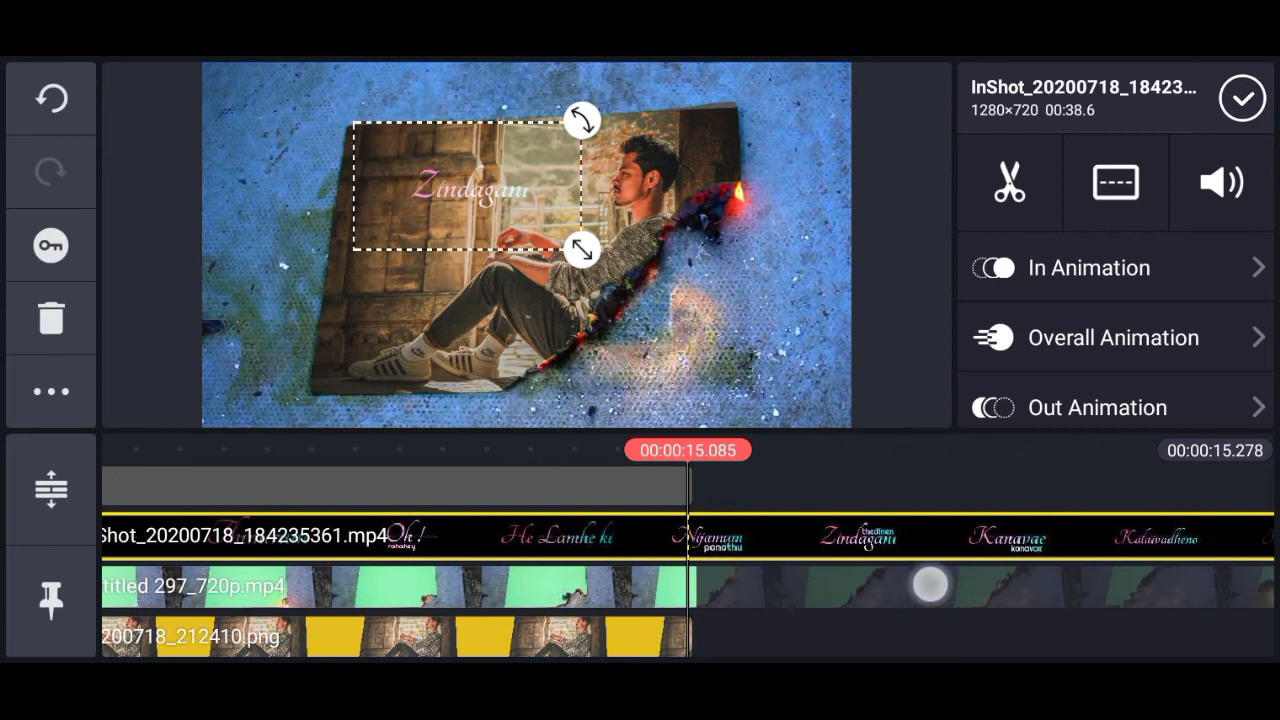 InShot_20200718_18423...
1280×720 00:38.6
Zindagani
In Animation
Overall Animation
Out Animation
00:00:15.085
00:00:15.278
Shot_20200718_184235361.mp4
Oh !
He Lamhe ki
Nijamum
panathu
Zindagani
Kanavae
Kalaivadheno
titled 297_720p.mp4
200718_212410.png